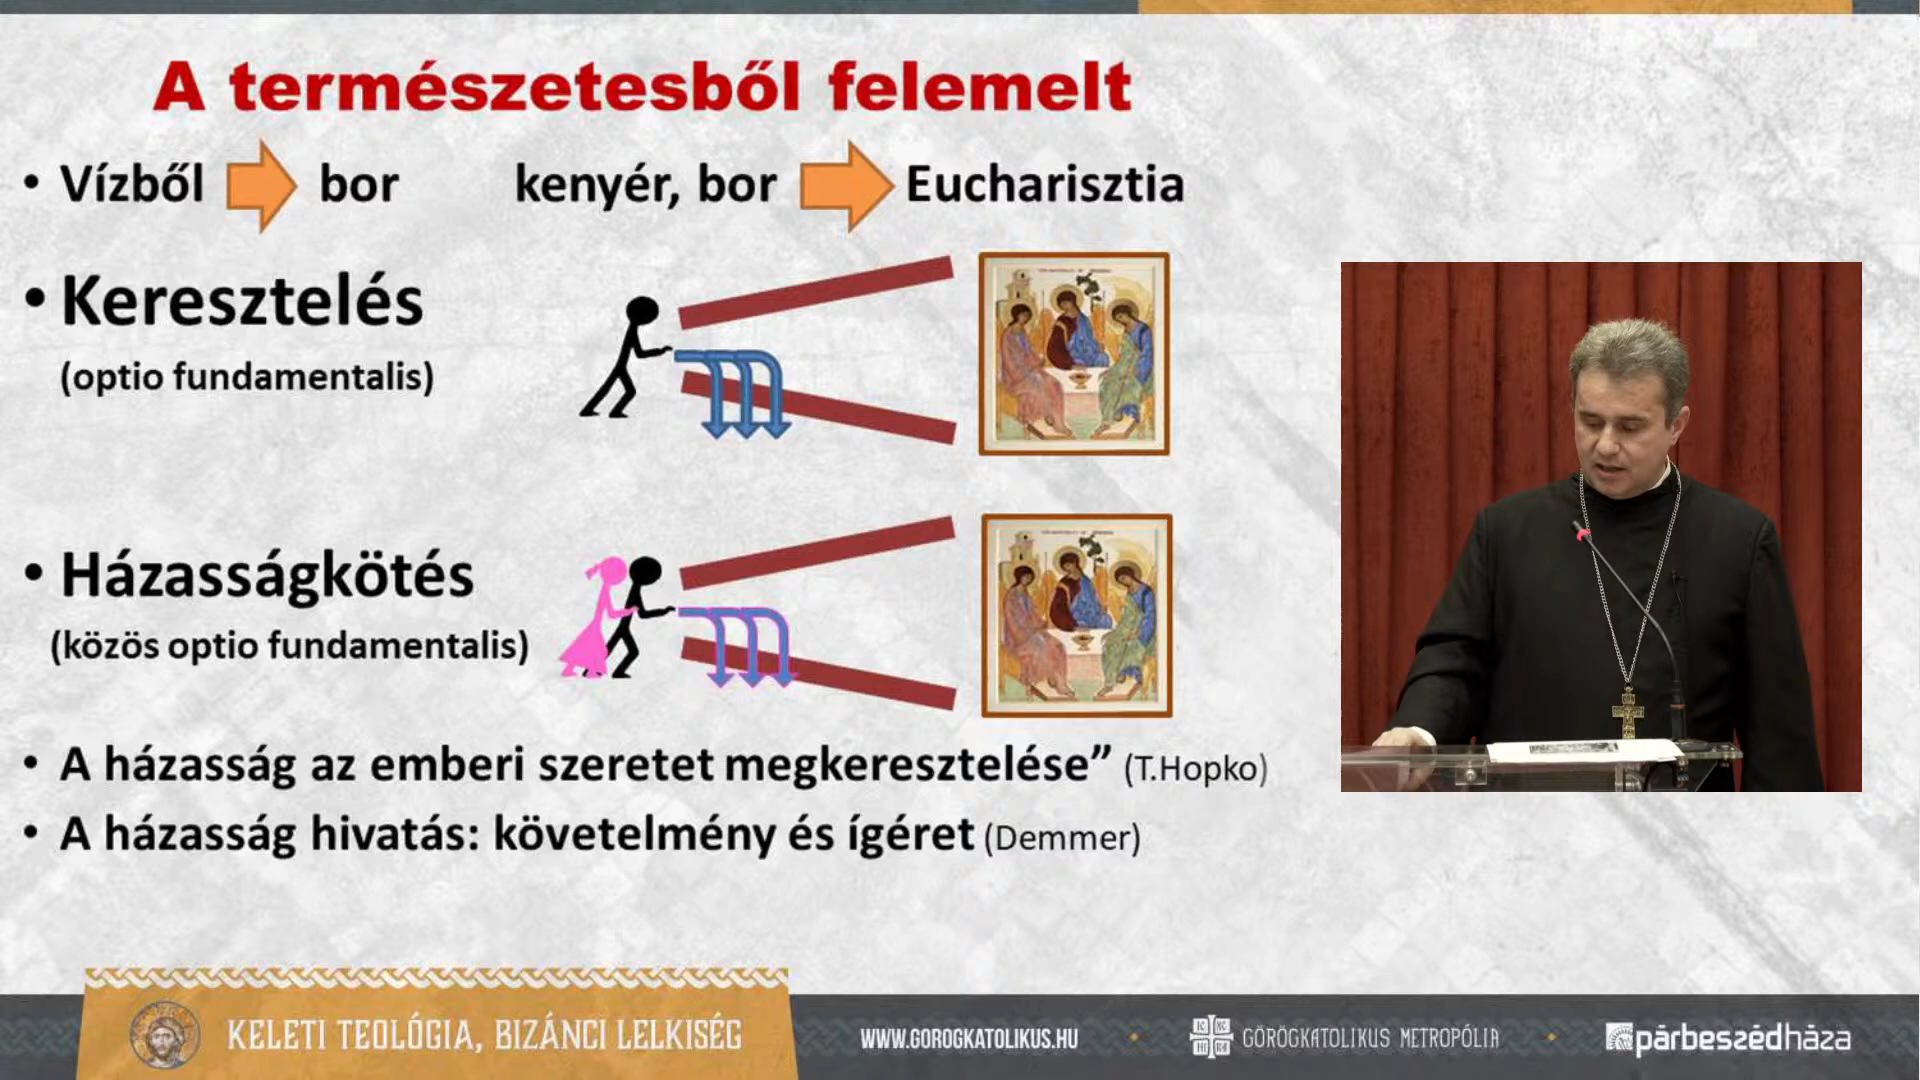 A természetesből felemelt
• Vízből bor kenyér, bor Eucharisztia
• Keresztelés
(optio fundamentalis)
• Házasságkötés
(közös optio fundamentalis)
• A házasság az emberi szeretet megkeresztelése” (T.Hopko)
• A házasság hivatás: követelmény és ígéret (Demmer)
KELETI TEOLÓGIA, BIZÁNCI LELKISÉG
WWW.GOROGKATOLIKUS.HU
GÖRÖGKATOLIKUS METROPÓLIA
párbeszédháza